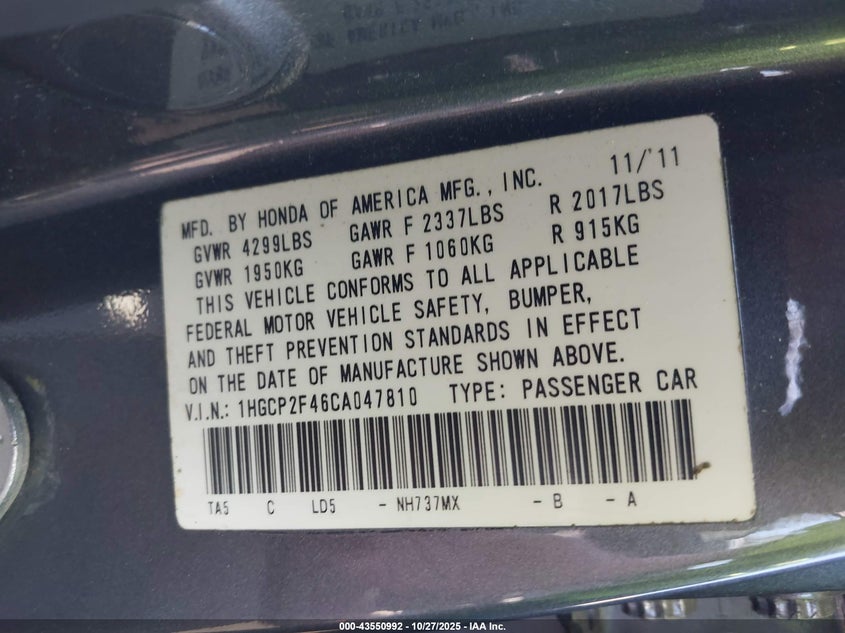 MFD. BY HONDA OF AMERICA MFG., INC. 11/'11
GVWR 4299LBS GAWR F 2337LBS R 2017LBS
GVWR 1950KG GAWR F 1060KG R 915KG
THIS VEHICLE CONFORMS TO ALL APPLICABLE
FEDERAL MOTOR VEHICLE SAFETY, BUMPER,
AND THEFT PREVENTION STANDARDS IN EFFECT
ON THE DATE OF MANUFACTURE SHOWN ABOVE.
V.I.N.: 1HGCP2F46CA047810 TYPE: PASSENGER CAR
TA5 C LD5 - NH737MX - B - A
000-43550992 - 10/27/2025 - IAA Inc.